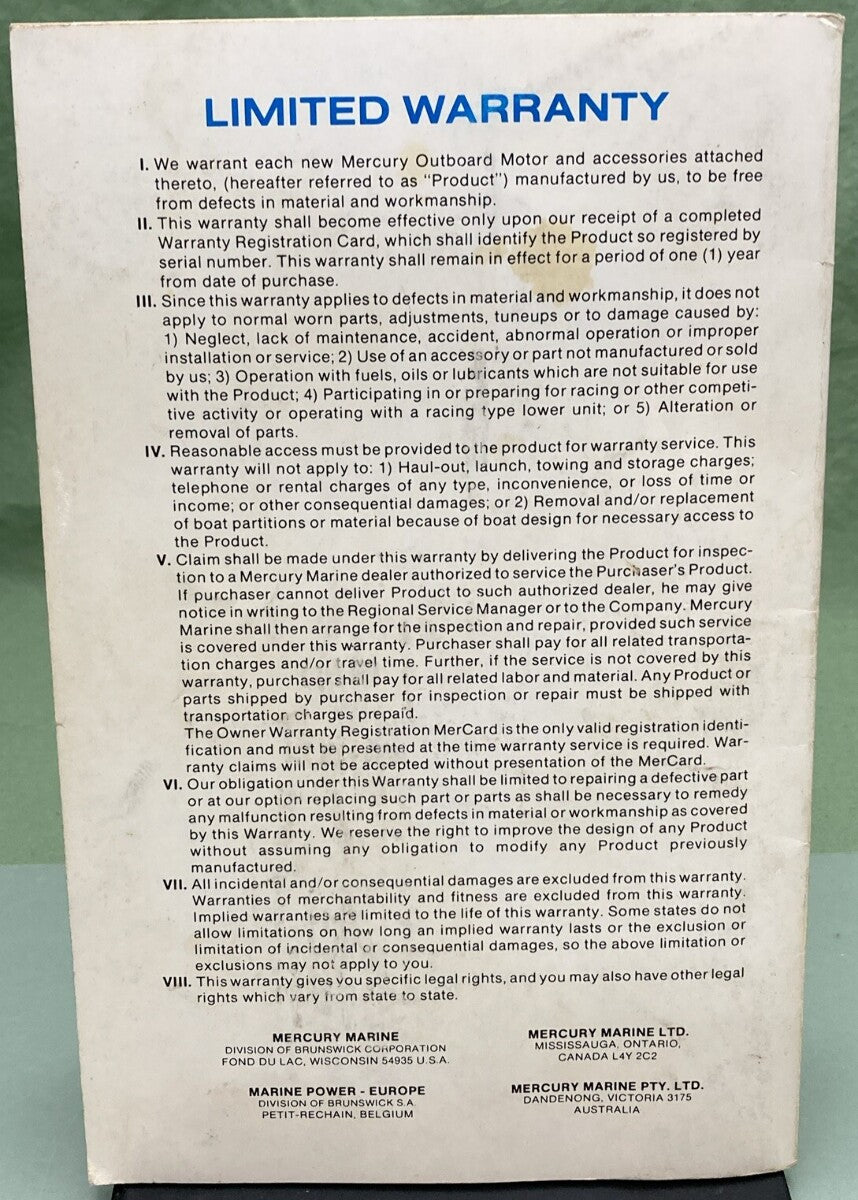 LIMITED WARRANTY
I. We warrant each new Mercury Outboard Motor and accessories attached
thereto, (hereafter referred to as "Product") manufactured by us, to be free
from defects in material and workmanship.
II. This warranty shall become effective only upon our receipt of a completed
Warranty Registration Card, which shall identify the Product so registered by
serial number. This warranty shall remain in effect for a period of one (1) year
from date of purchase.
III. Since this warranty applies to defects in material and workmanship, it does not
apply to normal worn parts, adjustments, tuneups or to damage caused by:
1) Neglect, lack of maintenance, accident, abnormal operation or improper
installation or service; 2) Use of an accessory or part not manufactured or sold
by us; 3) Operation with fuels, oils or lubricants which are not suitable for use
with the Product; 4) Participating in or preparing for racing or other competi-
tive activity or operating with a racing type lower unit; or 5) Alteration or
removal of parts.
IV. Reasonable access must be provided to the product for warranty service. This
warranty will not apply to: 1) Haul-out, launch, towing and storage charges;
telephone or rental charges of any type, inconvenience, or loss of time or
income; or other consequential damages; or 2) Removal and/or replacement
of boat partitions or material because of boat design for necessary access to
the Product.
V. Claim shall be made under this warranty by delivering the Product for inspec-
tion to a Mercury Marine dealer authorized to service the Purchaser's Product.
If purchaser cannot deliver Product to such authorized dealer, he may give
notice in writing to the Regional Service Manager or to the Company. Mercury
Marine shall then arrange for the inspection and repair, provided such service
is covered under this warranty. Purchaser shall pay for all related transporta-
tion charges and/or travel time. Further, if the service is not covered by this
warranty, purchaser shall pay for all related labor and material. Any Product or
parts shipped by purchaser for inspection or repair must be shipped with
transportation charges prepaid.
The Owner Warranty Registration MerCard is the only valid registration identi-
fication and must be presented at the time warranty service is required. War-
ranty claims will not be accepted without presentation of the MerCard.
VI. Our obligation under this Warranty shall be limited to repairing a defective part
or at our option replacing such part or parts as shall be necessary to remedy
any malfunction resulting from defects in material or workmanship as covered
by this Warranty. We reserve the right to improve the design of any Product
without assuming any obligation to modify any Product previously
manufactured.
VII. All incidental and/or consequential damages are excluded from this warranty.
Warranties of merchantability and fitness are excluded from this warranty.
Implied warranties are limited to the life of this warranty. Some states do not
allow limitations on how long an implied warranty lasts or the exclusion or
limitation of incidental or consequential damages, so the above limitation or
exclusions may not apply to you.
VIII. This warranty gives you specific legal rights, and you may also have other legal
rights which vary from state to state.
MERCURY MARINE
DIVISION OF BRUNSWICK CORPORATION
FOND DU LAC, WISCONSIN 54935 U.S.A.
MERCURY MARINE LTD.
MISSISSAUGA, ONTARIO,
CANADA L4Y 2C2
MARINE POWER - EUROPE
DIVISION OF BRUNSWICK S.A.
PETIT-RECHAIN, BELGIUM
MERCURY MARINE PTY. LTD.
DANDENONG, VICTORIA 3175
AUSTRALIA